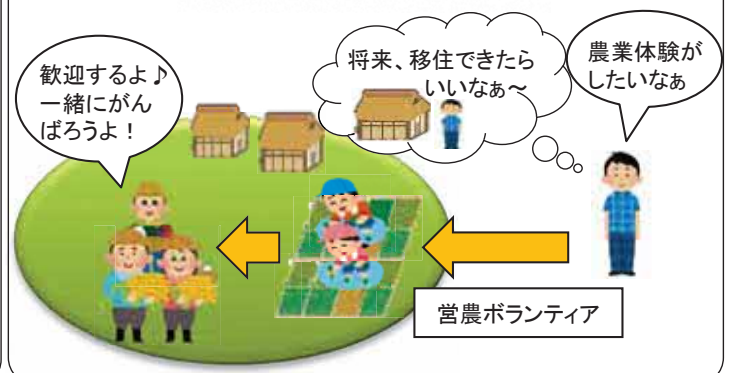 歓迎するよ♪
一緒にがん
ばろうよ！
将来、移住できたら
いいなぁ～
農業体験が
したいなぁ
営農ボランティア